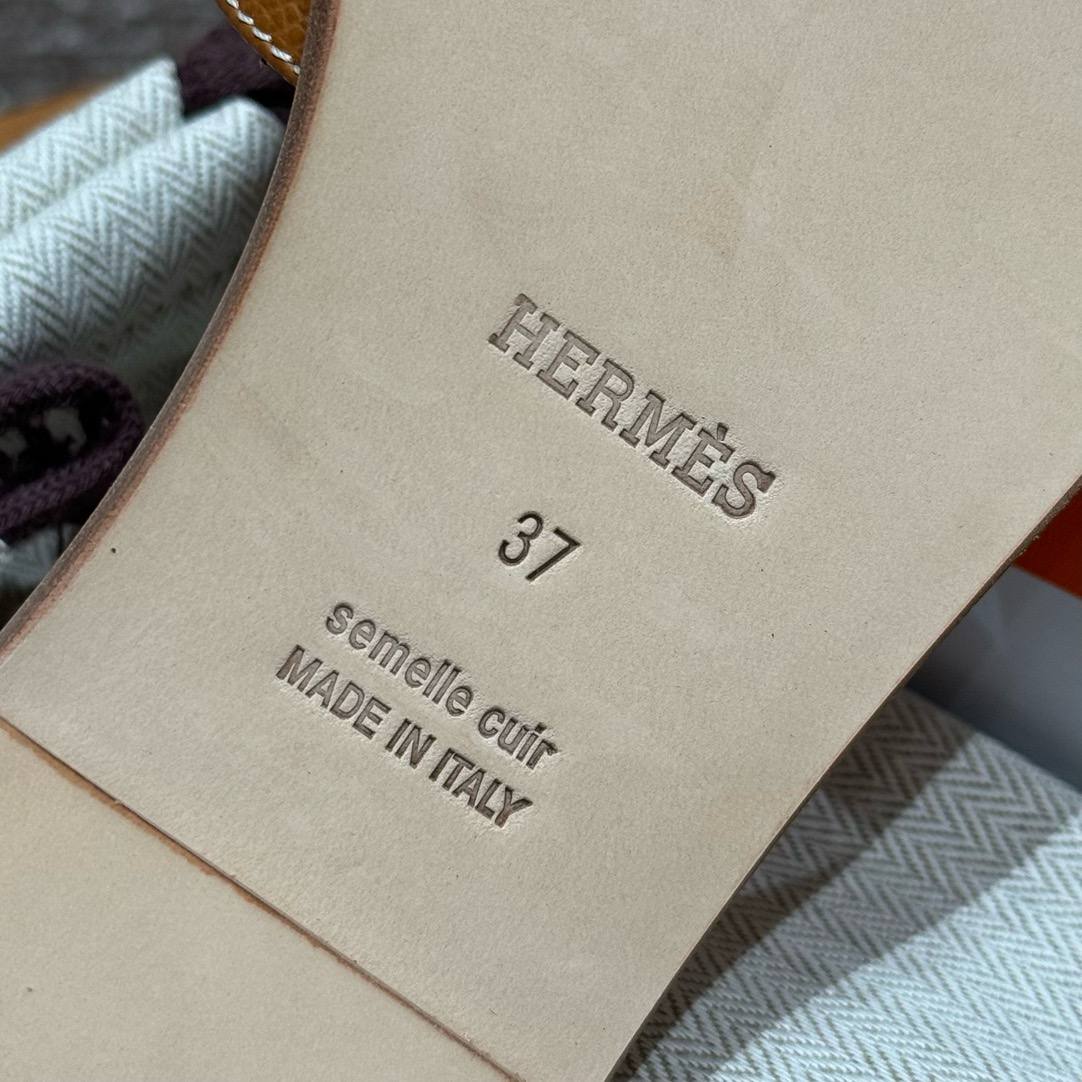 HERMÈS
37
semelle cuir
MADE IN ITALY